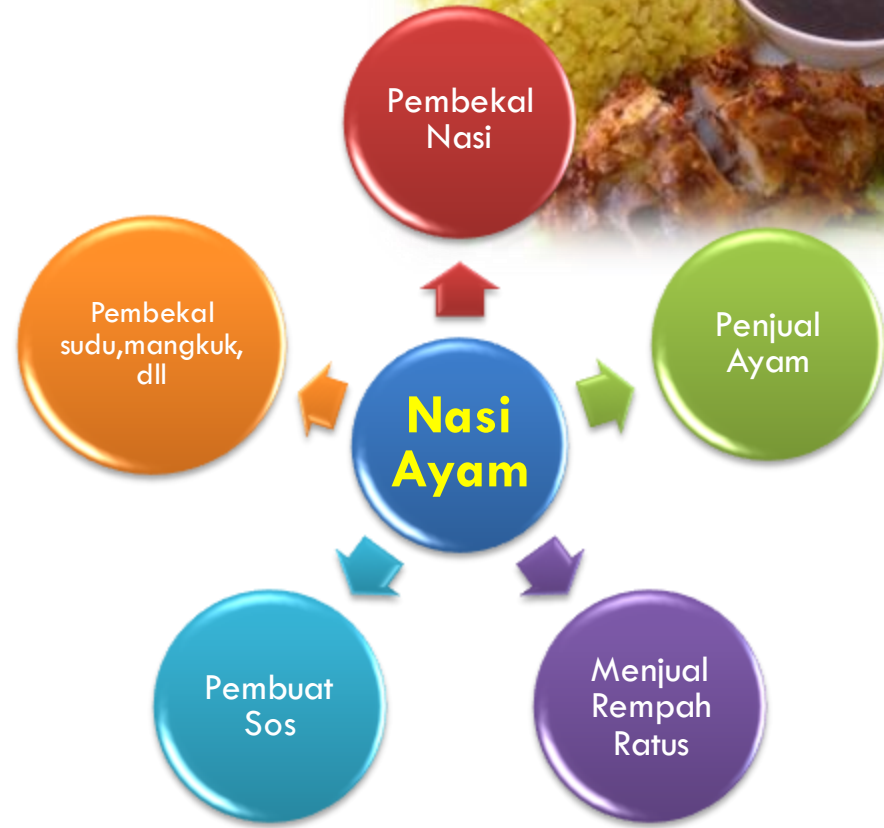 Pembekal
Nasi
Penjual
Ayam
Menjual
Rempah
Ratus
Pembuat
Sos
Pembekal
sudu,mangkuk,
dll
Nasi
Ayam